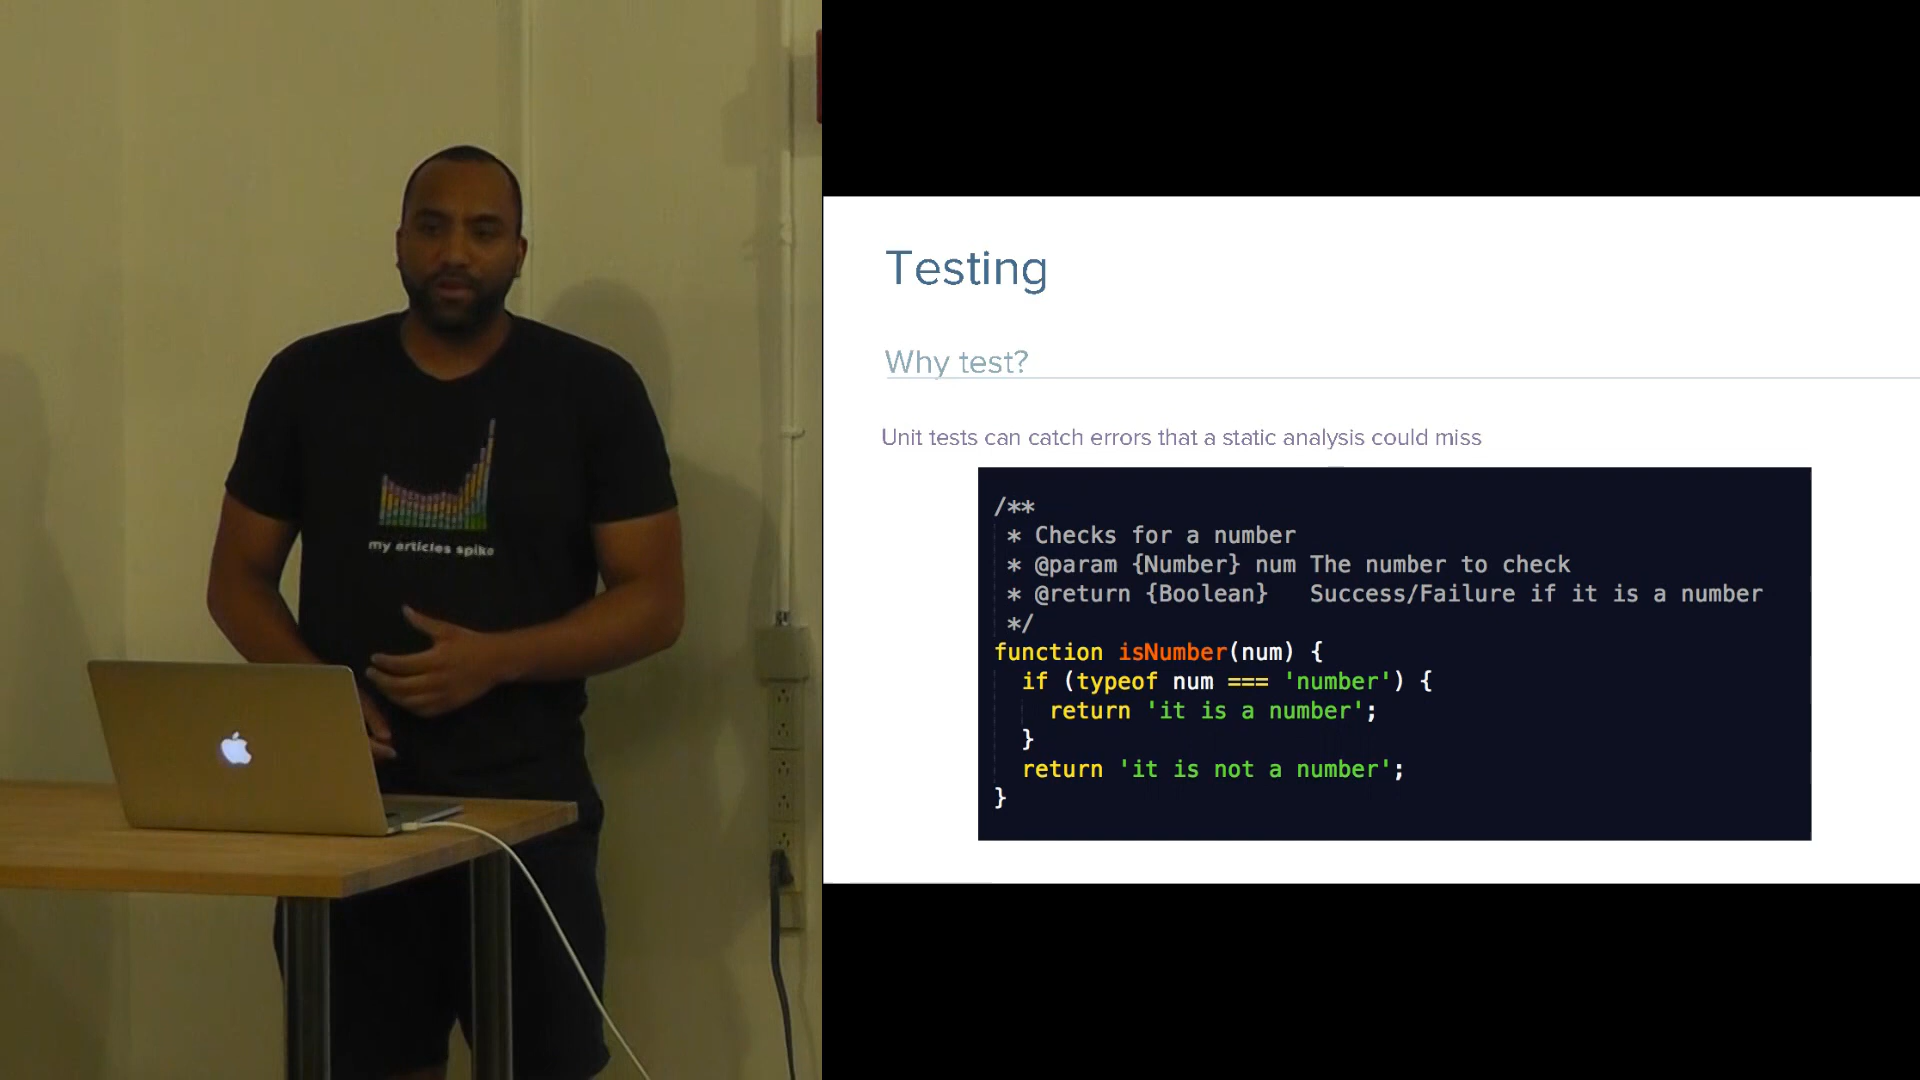 my articles spike
Testing
Why test?
Unit tests can catch errors that a static analysis could miss
/**
 * Checks for a number
 * @param {Number} num The number to check
 * @return {Boolean}   Success/Failure if it is a number
 */
function isNumber(num) {
  if (typeof num === 'number') {
    return 'it is a number';
  }
  return 'it is not a number';
}